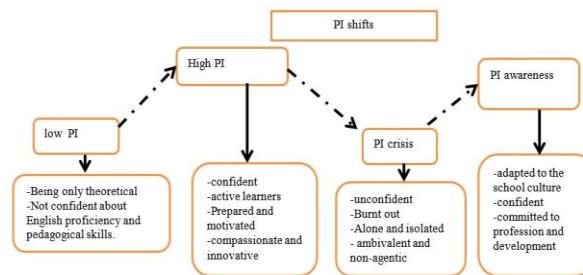 PI shifts
High PI
PI awareness
low PI
PI crisis
-Being only theoretical
-Not confident about
English proficiency and
pedagogical skills.
-confident
-active learners
-Prepared and
motivated
-compassionate and
innovative
-unconfident
-Burnt out
-Alone and isolated
- ambivalent and
non-agentic
-adapted to the
school culture
-confident
-committed to
profession and
development